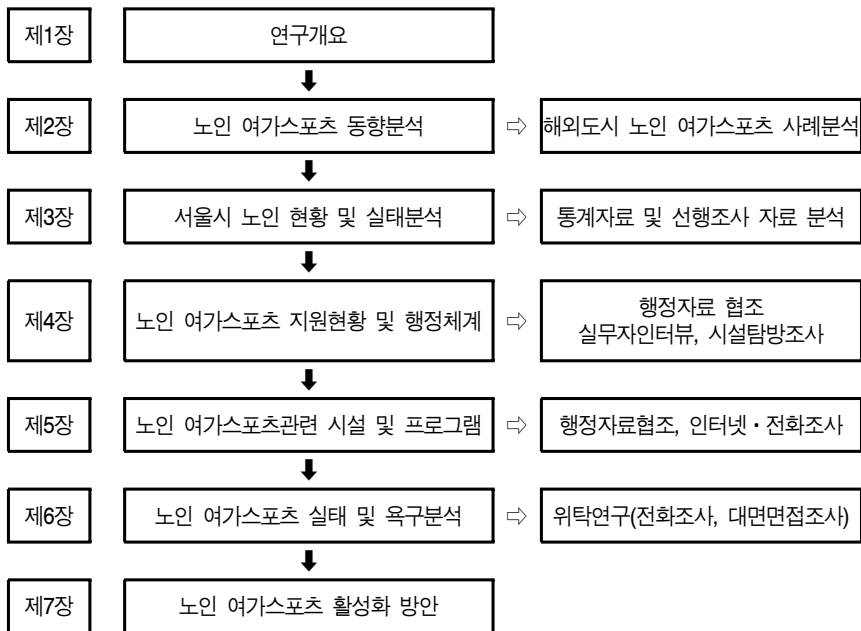 제1장 연구개요
제2장 노인 여가스포츠 동향분석 해외도시 노인 여가스포츠 사례분석
제3장 서울시 노인 현황 및 실태분석 통계자료 및 선행조사 자료 분석
제4장 노인 여가스포츠 지원현황 및 행정체계 행정자료 협조
실무자인터뷰, 시설탐방조사
제5장 노인 여가스포츠관련 시설 및 프로그램 행정자료협조, 인터넷・전화조사
제6장 노인 여가스포츠 실태 및 욕구분석 위탁연구(전화조사, 대면면접조사)
제7장 노인 여가스포츠 활성화 방안